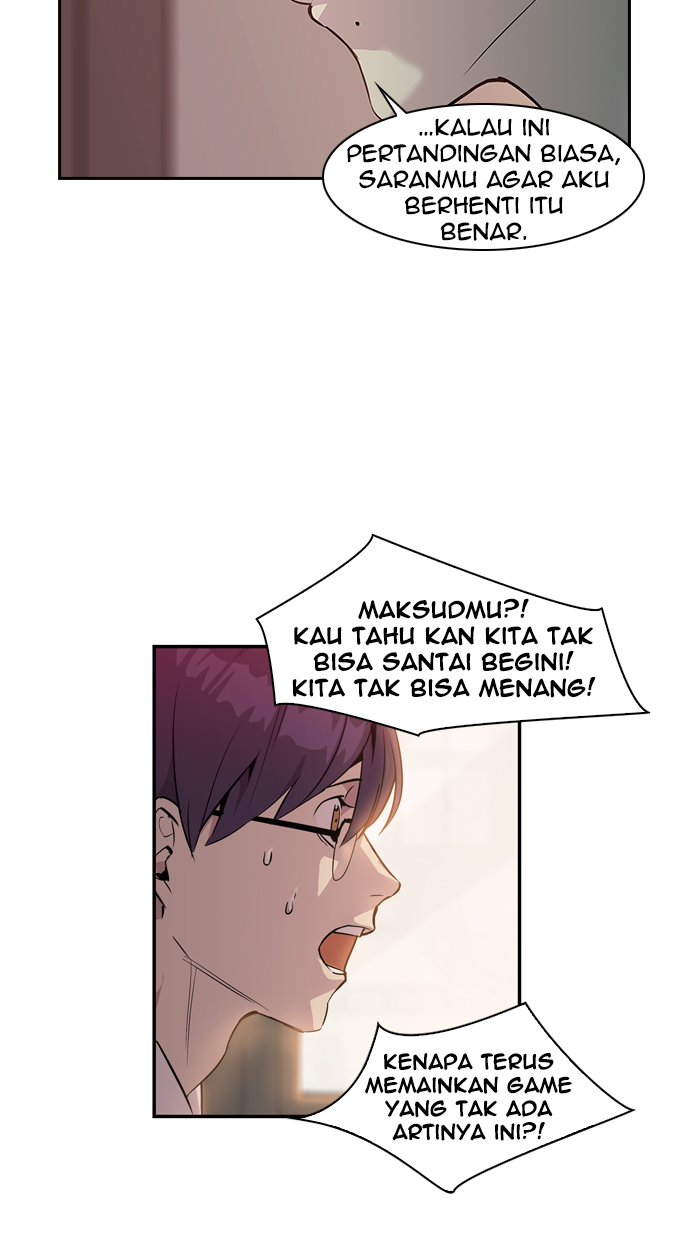 ...KALAU INI
PERTANDINGAN BIASA,
SARANMU AGAR AKU
BERHENTI ITU
BENAR.
MAKSUDMU?!
KAU TAHU KAN KITA TAK
BISA SANTAI BEGINI!
KITA TAK BISA MENANG!
KENAPA TERUS
MEMAINKAN GAME
YANG TAK ADA
ARTINYA INI?!